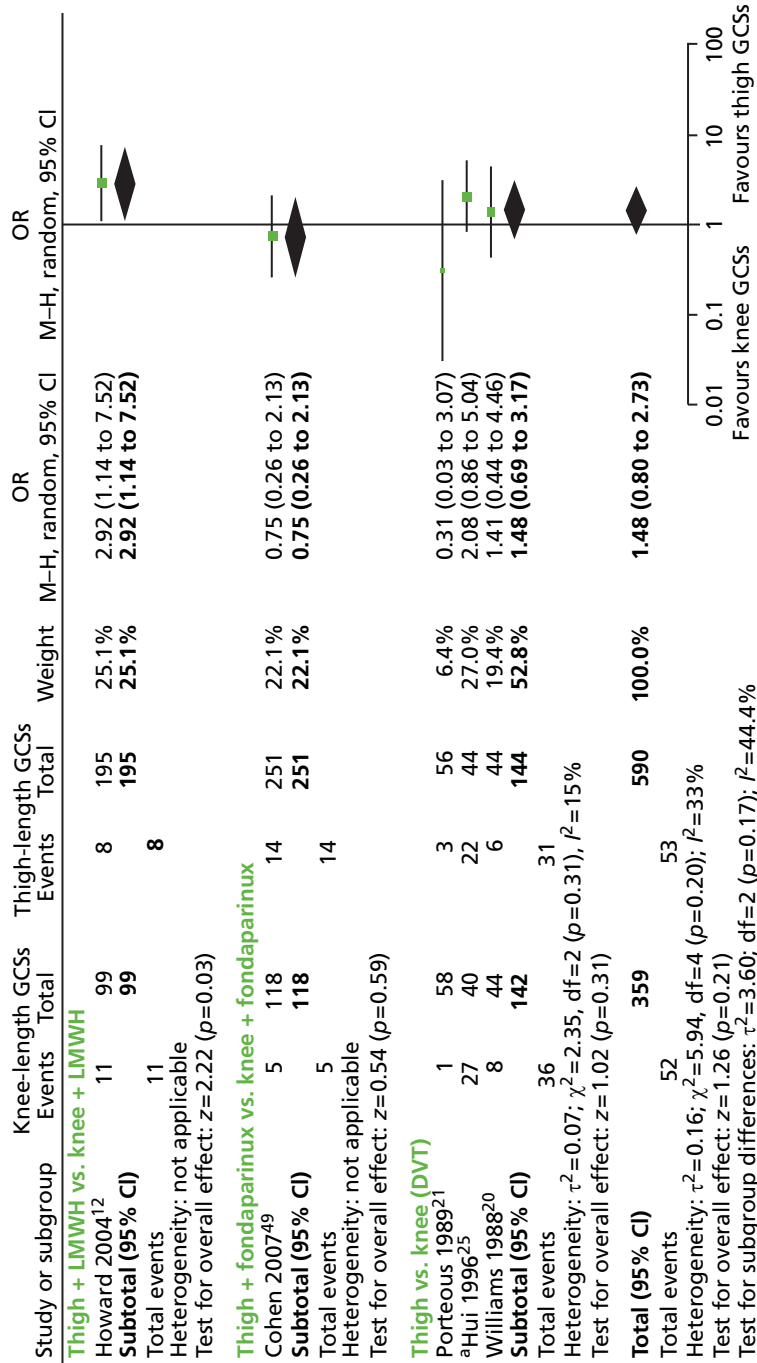 Knee-length GCSs Thigh-length GCSs OR OR
Study or subgroup Events Total Events Total Weight M–H, random, 95% CI M–H, random, 95% CI
Thigh + LMWH vs. knee + LMWH
Howard 2004¹² 11 99 8 195 25.1% 2.92 (1.14 to 7.52)
Subtotal (95% CI) 99 195 25.1% 2.92 (1.14 to 7.52)
Total events 11 8
Heterogeneity: not applicable
Test for overall effect: z=2.22 (p=0.03)
Thigh + fondaparinux vs. knee + fondaparinux
Cohen 2007⁴⁹ 5 118 14 251 22.1% 0.75 (0.26 to 2.13)
Subtotal (95% CI) 118 251 22.1% 0.75 (0.26 to 2.13)
Total events 5 14
Heterogeneity: not applicable
Test for overall effect: z=0.54 (p=0.59)
Thigh vs. knee (DVT)
Porteous 1989²¹ 1 58 3 56 6.4% 0.31 (0.03 to 3.07)
ᵃHui 1996²⁵ 27 40 22 44 27.0% 2.08 (0.86 to 5.04)
Williams 1988²⁰ 8 44 6 44 19.4% 1.41 (0.44 to 4.46)
Subtotal (95% CI) 142 144 52.8% 1.48 (0.69 to 3.17)
Total events 36 31
Heterogeneity: τ²=0.07; χ²=2.35, df=2 (p=0.31), I²=15%
Test for overall effect: z=1.02 (p=0.31)
Total (95% CI) 359 590 100.0% 1.48 (0.80 to 2.73)
Total events 52 53
Heterogeneity: τ²=0.16; χ²=5.94, df=4 (p=0.20); I²=33%
Test for overall effect: z=1.26 (p=0.21)
Test for subgroup differences: τ²=3.60; df=2 (p=0.17); I²=44.4%
0.01 0.1 1 10 100
Favours knee GCSs Favours thigh GCSs